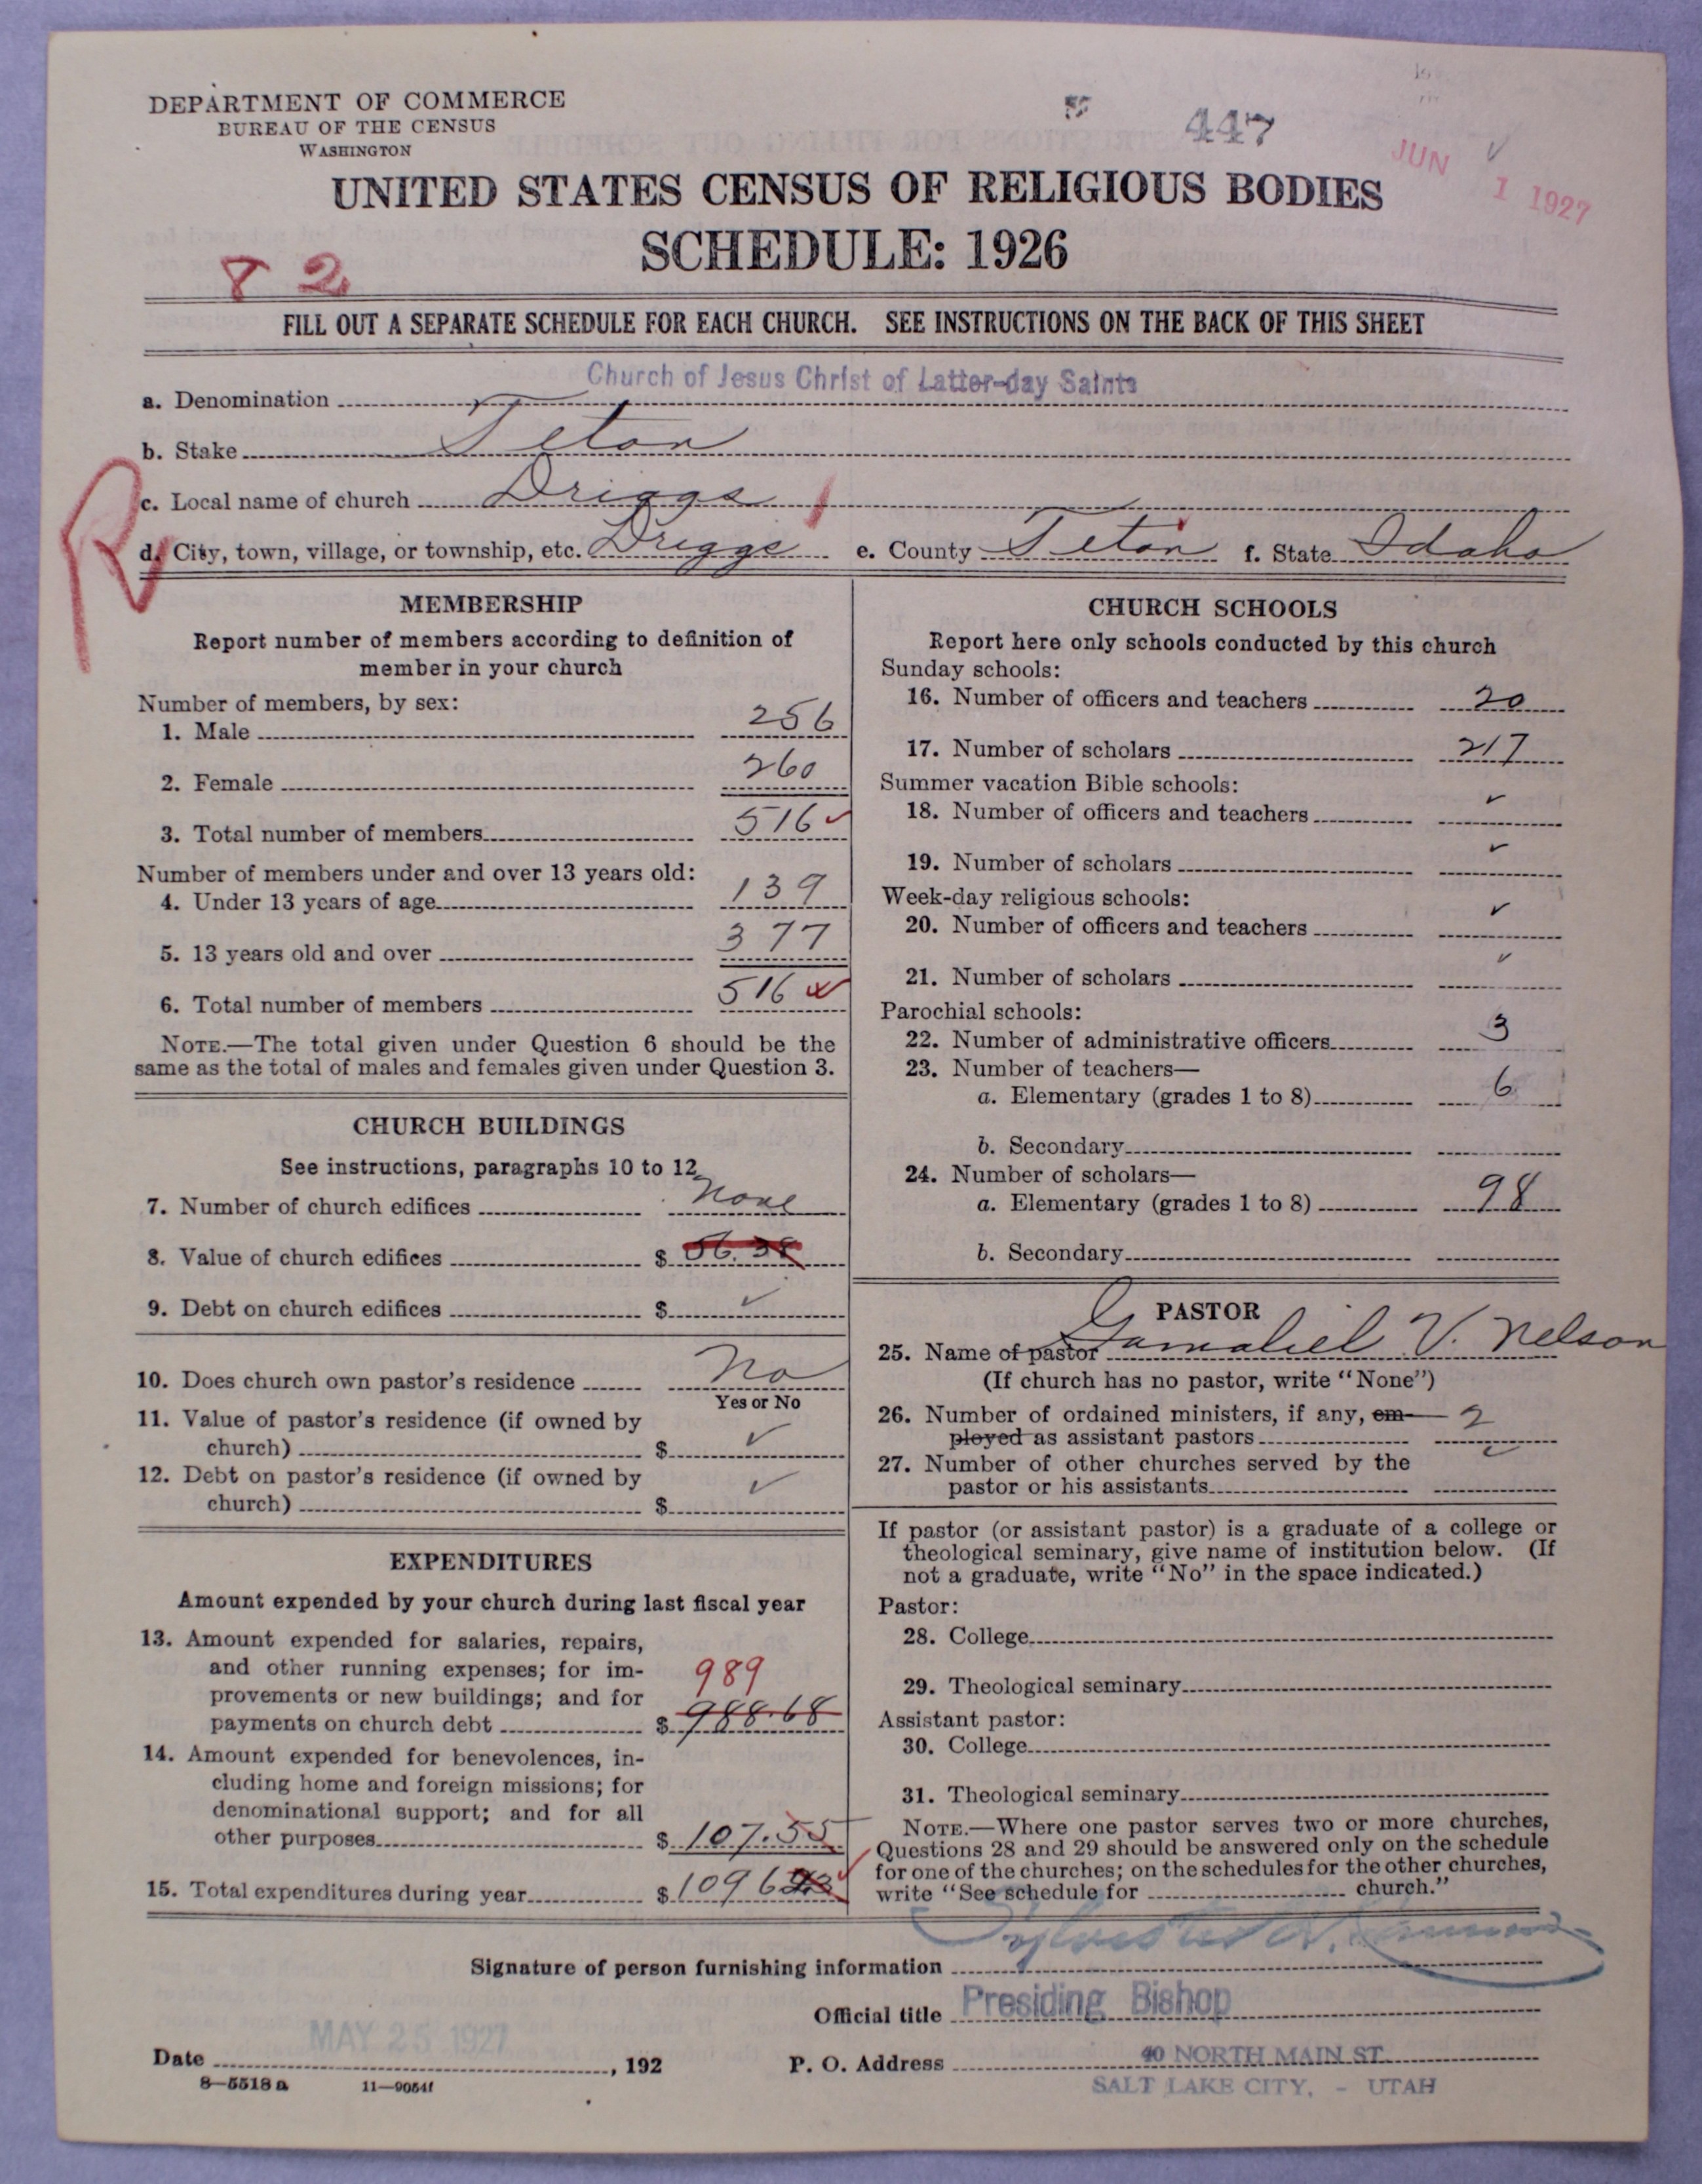 DEPARTMENT OF COMMERCE
BUREAU OF THE CENSUS
WASHINGTON
447
JUN 1 1927
UNITED STATES CENSUS OF RELIGIOUS BODIES
SCHEDULE: 1926
8 2
FILL OUT A SEPARATE SCHEDULE FOR EACH CHURCH. SEE INSTRUCTIONS ON THE BACK OF THIS SHEET
a. Denomination Church of Jesus Christ of Latter-day Saints
b. Stake Teton
c. Local name of church Driggs
R
d. City, town, village, or township, etc. Driggs e. County Teton f. State Idaho
MEMBERSHIP
Report number of members according to definition of
member in your church
Number of members, by sex:
1. Male 256
2. Female 260
3. Total number of members 516
Number of members under and over 13 years old:
4. Under 13 years of age 139
5. 13 years old and over 377
6. Total number of members 516
NOTE.—The total given under Question 6 should be the
same as the total of males and females given under Question 3.
CHURCH BUILDINGS
See instructions, paragraphs 10 to 12
7. Number of church edifices none
8. Value of church edifices $
9. Debt on church edifices $ ✓
10. Does church own pastor's residence No
Yes or No
11. Value of pastor's residence (if owned by
church) $ ✓
12. Debt on pastor's residence (if owned by
church) $ ✓
EXPENDITURES
Amount expended by your church during last fiscal year
13. Amount expended for salaries, repairs,
and other running expenses; for im-
989
provements or new buildings; and for
payments on church debt $ 988.68
14. Amount expended for benevolences, in-
cluding home and foreign missions; for
denominational support; and for all
other purposes $ 107.55
15. Total expenditures during year $ 1096
CHURCH SCHOOLS
Report here only schools conducted by this church
Sunday schools:
16. Number of officers and teachers 20
17. Number of scholars 217
Summer vacation Bible schools:
18. Number of officers and teachers ✓
19. Number of scholars ✓
Week-day religious schools:
20. Number of officers and teachers ✓
21. Number of scholars ✓
Parochial schools:
22. Number of administrative officers 3
23. Number of teachers—
a. Elementary (grades 1 to 8) 6
b. Secondary
24. Number of scholars—
a. Elementary (grades 1 to 8) 98
b. Secondary
PASTOR
25. Name of pastor Gamaliel V. Nelson
(If church has no pastor, write "None")
26. Number of ordained ministers, if any, em- 2
ployed as assistant pastors
27. Number of other churches served by the ✓
pastor or his assistants
If pastor (or assistant pastor) is a graduate of a college or
theological seminary, give name of institution below. (If
not a graduate, write "No" in the space indicated.)
Pastor:
28. College
29. Theological seminary
Assistant pastor:
30. College
31. Theological seminary
NOTE.—Where one pastor serves two or more churches,
Questions 28 and 29 should be answered only on the schedule
for one of the churches; on the schedules for the other churches,
write "See schedule for church."
Signature of person furnishing information Sylvester Q. Cannon
Official title Presiding Bishop
Date MAY 25 1927, 192
P. O. Address 40 NORTH MAIN ST.
SALT LAKE CITY, - UTAH
8—5518 a 11—9054f